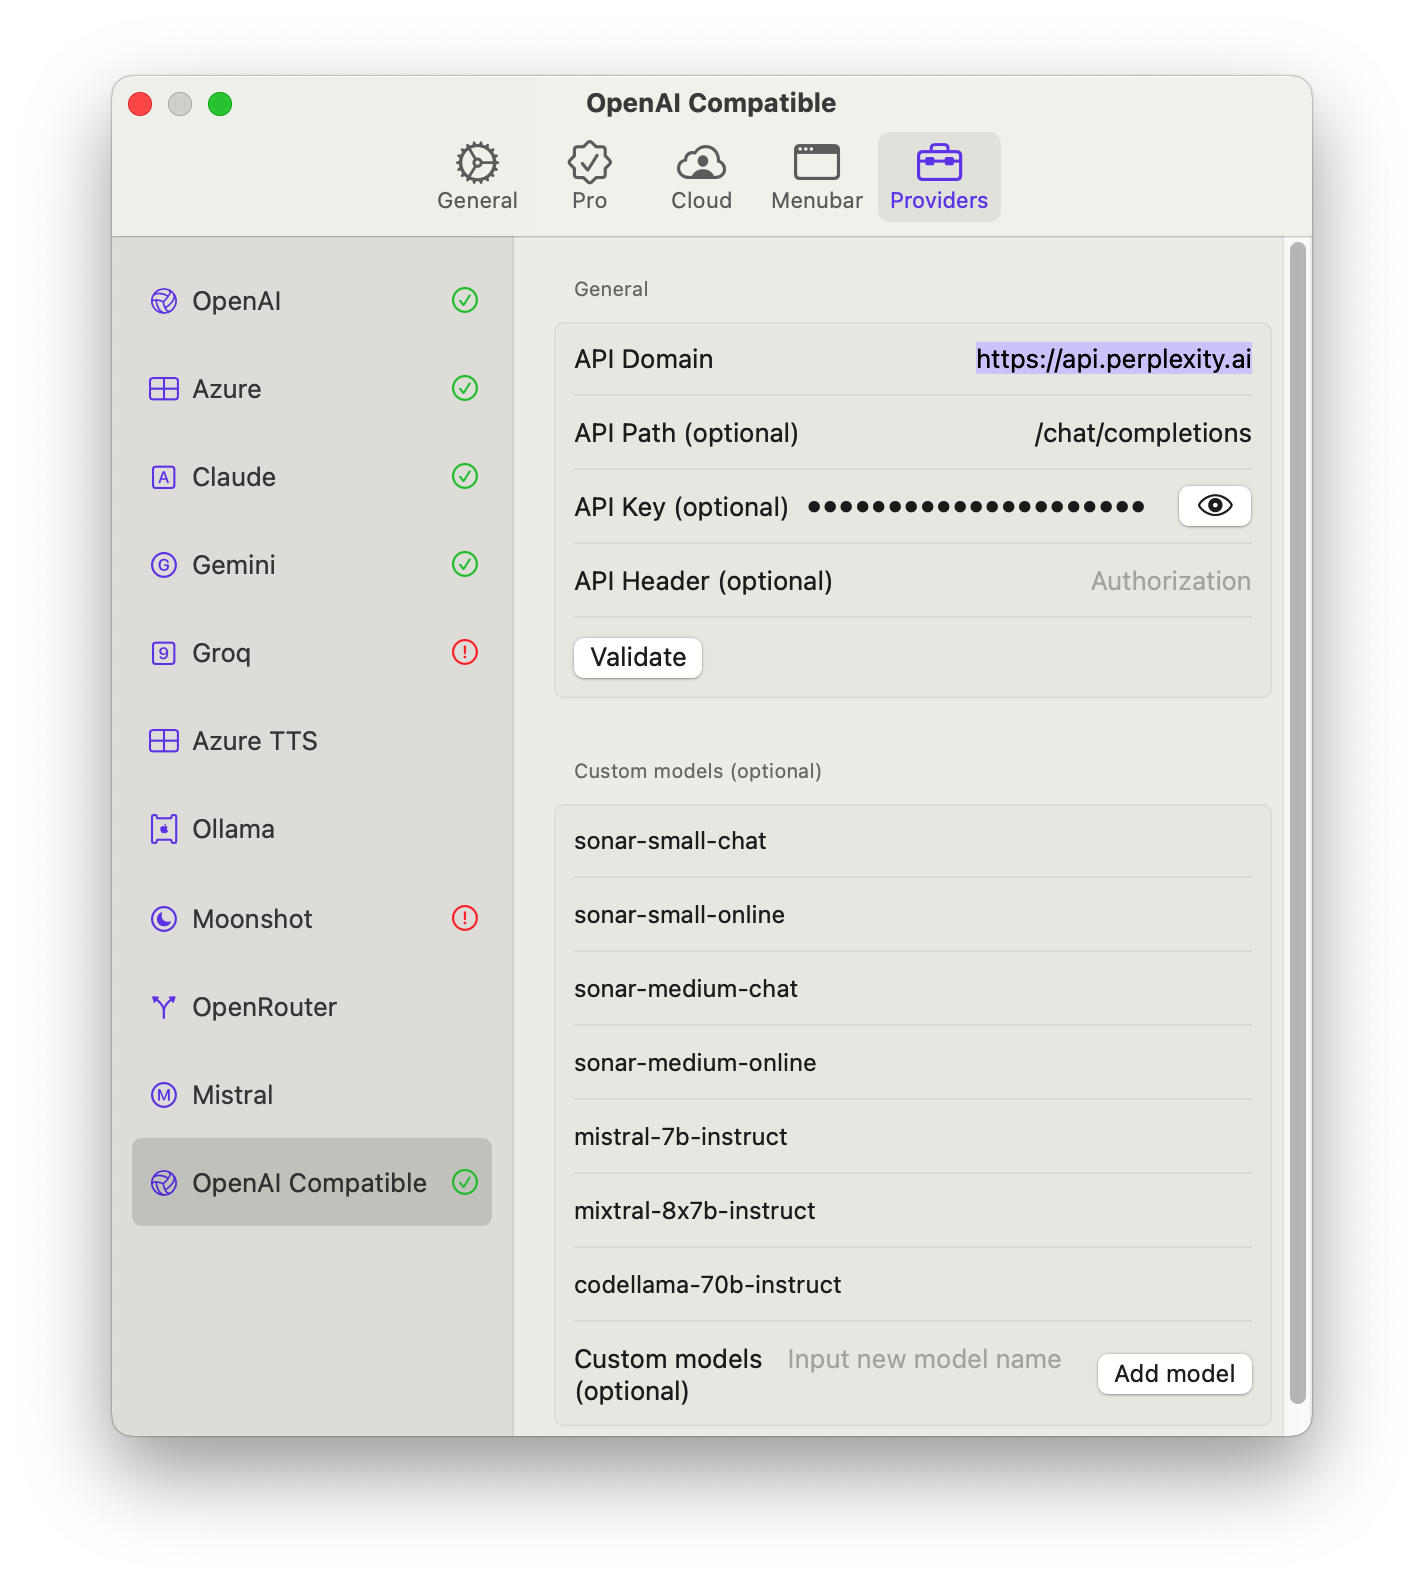 OpenAI Compatible
General
Pro
Cloud
Menubar
Providers
OpenAI
Azure
Claude
Gemini
Groq
Azure TTS
Ollama
Moonshot
OpenRouter
Mistral
OpenAI Compatible
General
API Domain https://api.perplexity.ai
API Path (optional) /chat/completions
API Key (optional) •••••••••••••••••••••
API Header (optional) Authorization
Validate
Custom models (optional)
sonar-small-chat
sonar-small-online
sonar-medium-chat
sonar-medium-online
mistral-7b-instruct
mixtral-8x7b-instruct
codellama-70b-instruct
Custom models Input new model name
(optional)
Add model